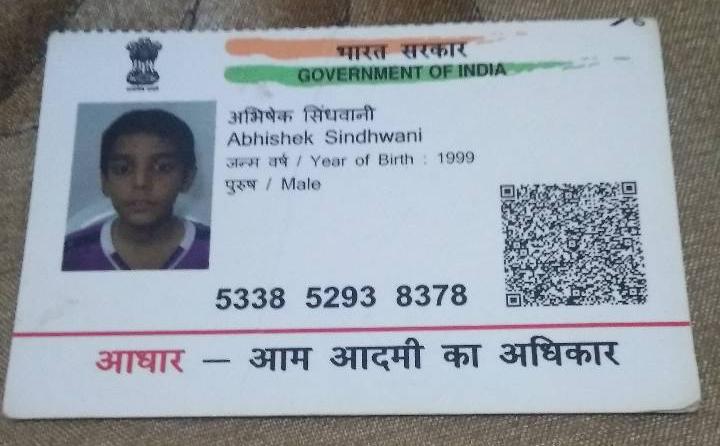 भारत सरकार
GOVERNMENT OF INDIA
अभिषेक सिंधवानी
Abhishek Sindhwani
जन्म वर्ष / Year of Birth : 1999
पुरुष / Male
5338 5293 8378
आधार — आम आदमी का अधिकार